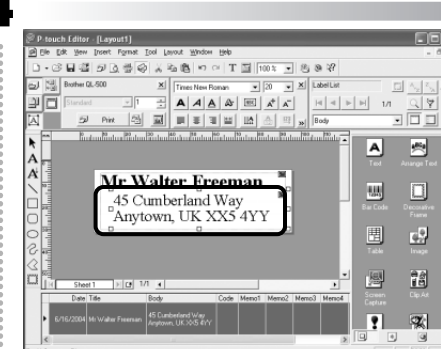 P-touch Editor - [Layout1]
File Edit View Insert Format Tool Layout Window Help
100 %
Brother QL-500
Times New Roman
20
Label List
Standard
1
1/1
Print
Body
Mr Walter Freeman
45 Cumberland Way
Anytown, UK XX5 4YY
Text
Arrange Text
Bar Code
Decorative Frame
Table
Image
Screen Capture
Clip Art
Sheet 1
1/1
Date Title Body Code Memo1 Memo2 Memo3 Memo4
6/16/2004 Mr Walter Freeman 45 Cumberland Way
Anytown, UK XX5 4YY